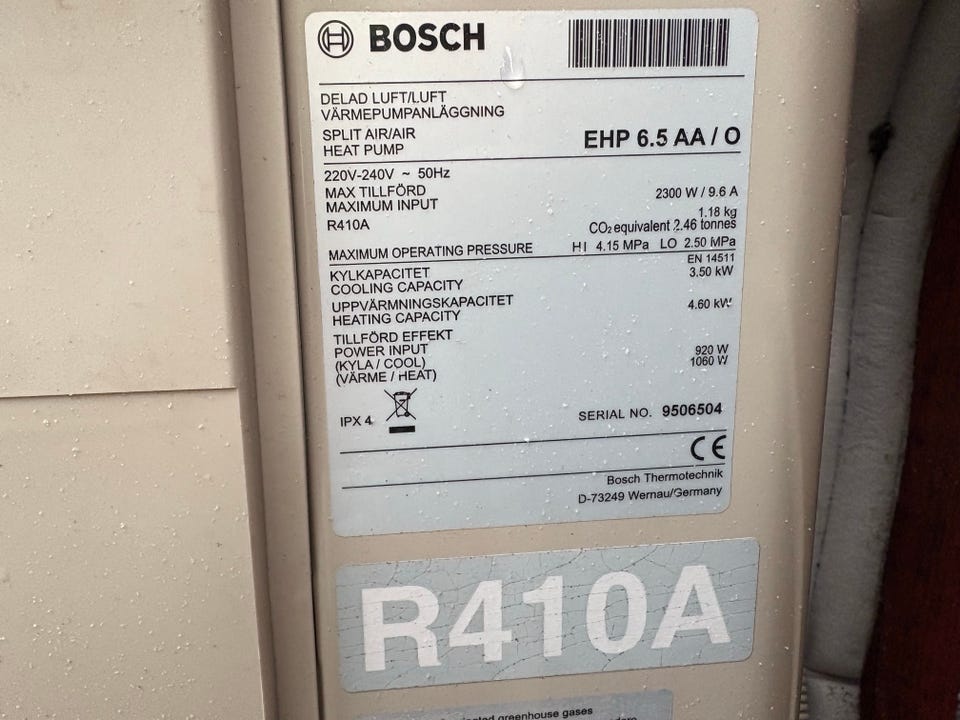 BOSCH
DELAD LUFT/LUFT
VÄRMEPUMPANLÄGGNING
SPLIT AIR/AIR
HEAT PUMP
EHP 6.5 AA / O
220V-240V ~ 50Hz
MAX TILLFÖRD
MAXIMUM INPUT
2300 W / 9.6 A
R410A
1.18 kg
CO₂ equivalent 2.46 tonnes
MAXIMUM OPERATING PRESSURE HI 4.15 MPa LO 2.50 MPa
EN 14511
KYLKAPACITET
COOLING CAPACITY
3.50 kW
UPPVÄRMNINGSKAPACITET
HEATING CAPACITY
4.60 kW
TILLFÖRD EFFEKT
POWER INPUT
(KYLA / COOL)
920 W
(VÄRME / HEAT)
1060 W
IPX 4
SERIAL NO. 9506504
CE
Bosch Thermotechnik
D-73249 Wernau/Germany
R410A
greenhouse gases